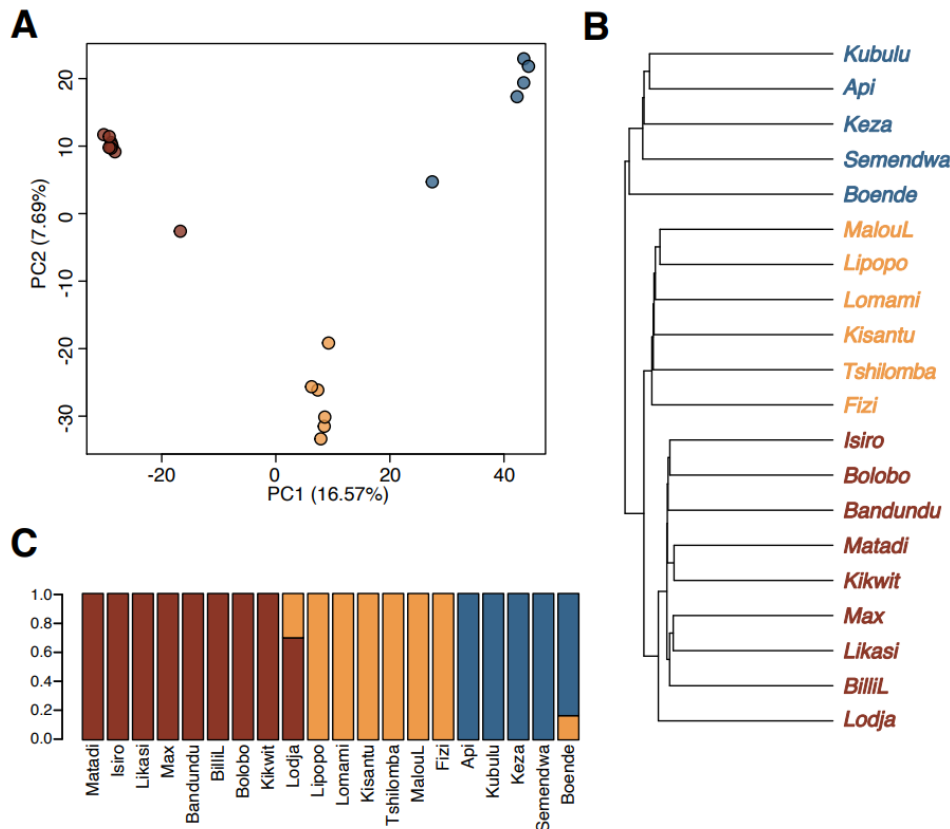 A
B
20
10
0
-10
-20
-30
PC2 (7.69%)
-20 0 20 40
PC1 (16.57%)
Kubulu
Api
Keza
Semendwa
Boende
MalouL
Lipopo
Lomami
Kisantu
Tshilomba
Fizi
Isiro
Bolobo
Bandundu
Matadi
Kikwit
Max
Likasi
BilliL
Lodja
C
1.0
0.8
0.6
0.4
0.2
0.0
Matadi
Isiro
Likasi
Max
Bandundu
BilliL
Bolobo
Kikwit
Lodja
Lipopo
Lomami
Kisantu
Tshilomba
MalouL
Fizi
Api
Kubulu
Keza
Semendwa
Boende